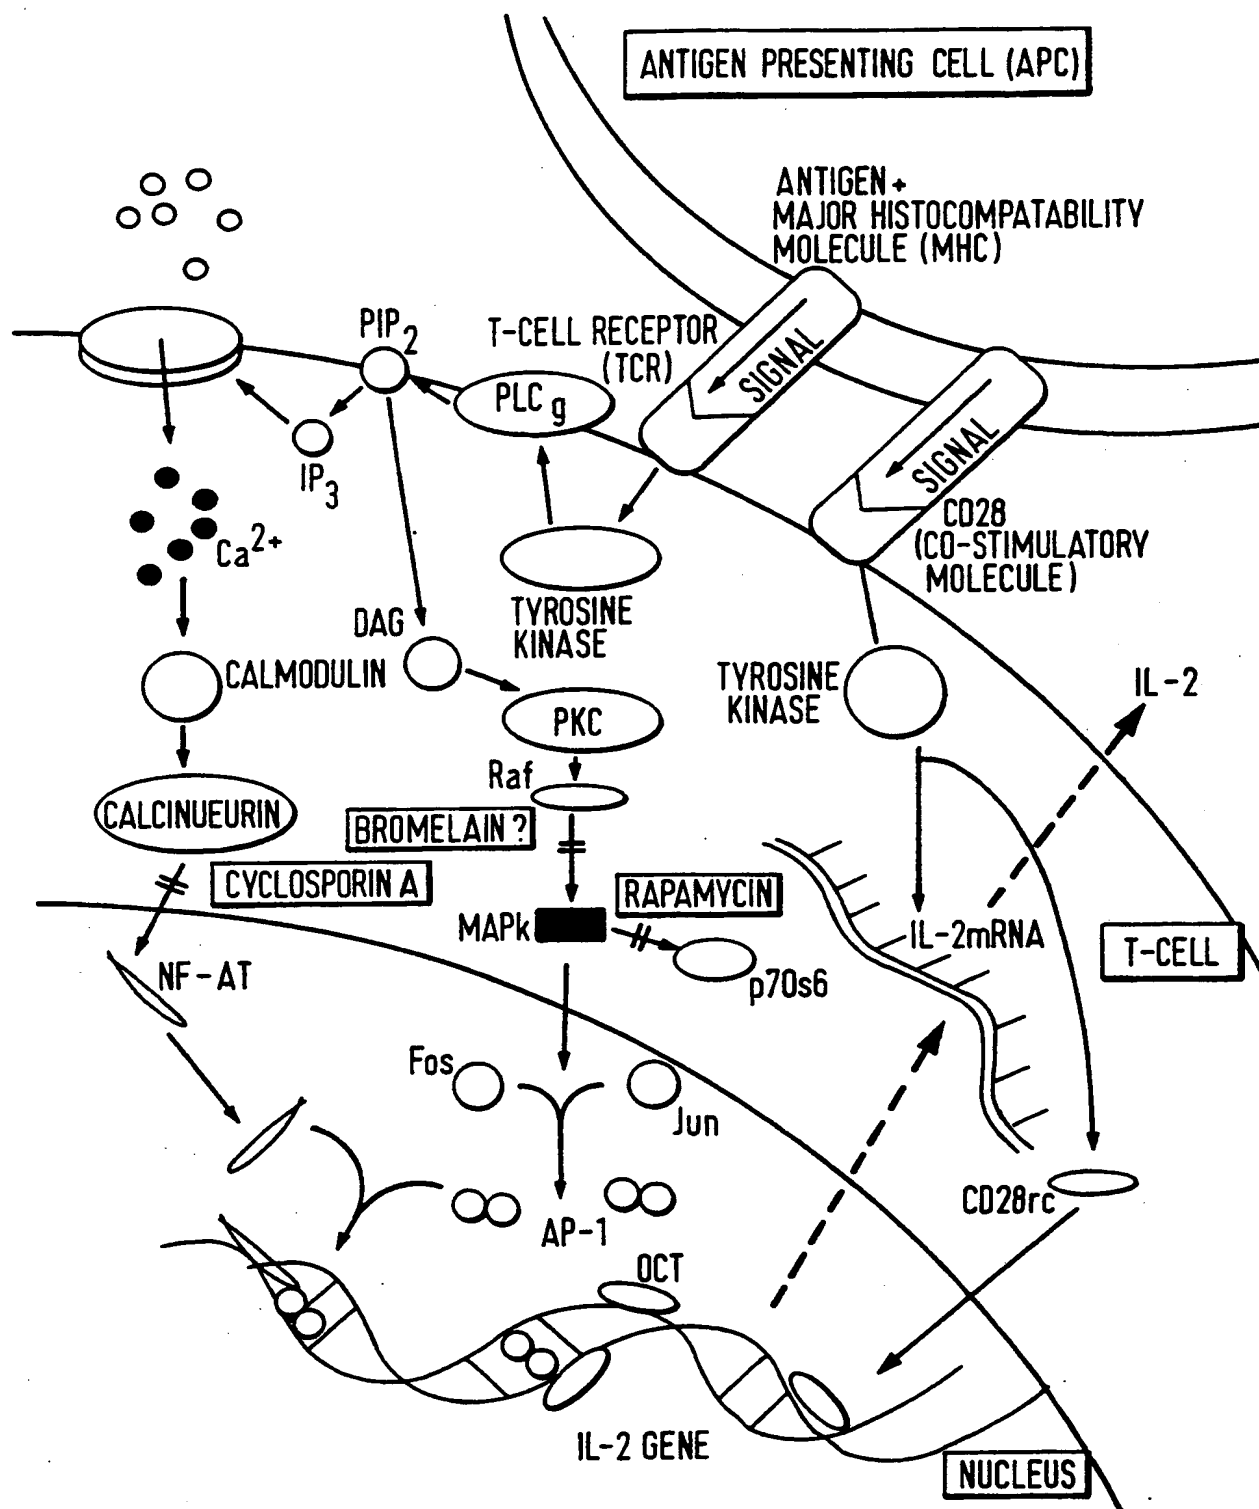 ANTIGEN PRESENTING CELL (APC)
ANTIGEN+
MAJOR HISTOCOMPATABILITY
MOLECULE (MHC)
PIP2
T-CELL RECEPTOR
(TCR)
SIGNAL
PLCg
SIGNAL
IP3
CD28
(CO-STIMULATORY
MOLECULE)
Ca2+
TYROSINE
KINASE
DAG
CALMODULIN
TYROSINE
KINASE
IL-2
PKC
Raf
CALCINUEURIN
BROMELAIN?
CYCLOSPORIN A
RAPAMYCIN
MAPk
IL-2mRNA
T-CELL
NF-AT
p70s6
Fos
Jun
CD28rc
AP-1
OCT
IL-2 GENE
NUCLEUS